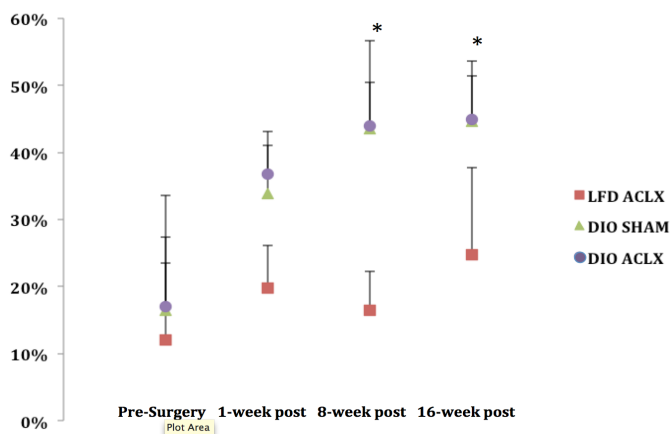 60%
*
*
50%
40%
30%
LFD ACLX
DIO SHAM
DIO ACLX
20%
10%
Pre-Surgery 1-week post 8-week post 16-week post
0%
Plot Area